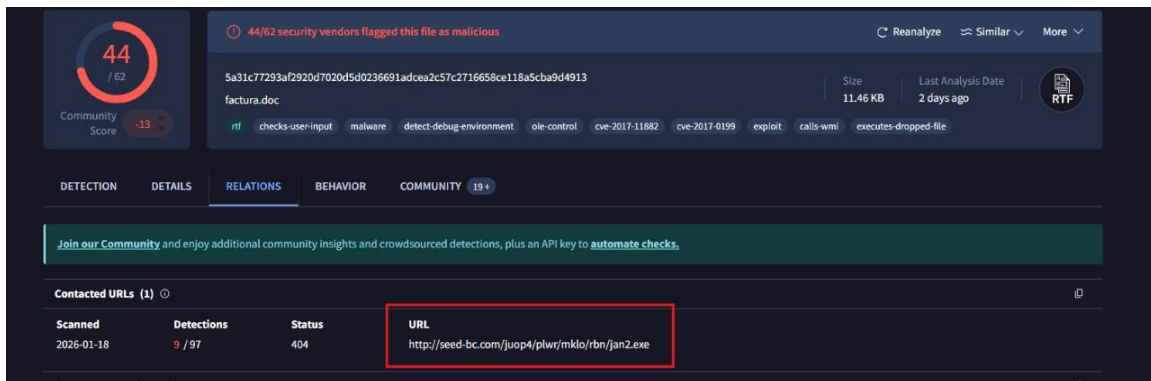 44
/ 62
Community
Score
-13
44/62 security vendors flagged this file as malicious
Reanalyze Similar More
5a31c77293af2920d7020d5d0236691adcea2c57c2716658ce118a5cba9d4913
factura.doc
Size
11.46 KB
Last Analysis Date
2 days ago
RTF
rtf checks-user-input malware detect-debug-environment ole-control cve-2017-11882 cve-2017-0199 exploit calls-wmi executes-dropped-file
DETECTION DETAILS RELATIONS BEHAVIOR COMMUNITY 19+
Join our Community and enjoy additional community insights and crowdsourced detections, plus an API key to automate checks.
Contacted URLs (1)
Scanned Detections Status URL
2026-01-18 9 / 97 404 http://seed-bc.com/juop4/plwr/mklo/rbn/jan2.exe